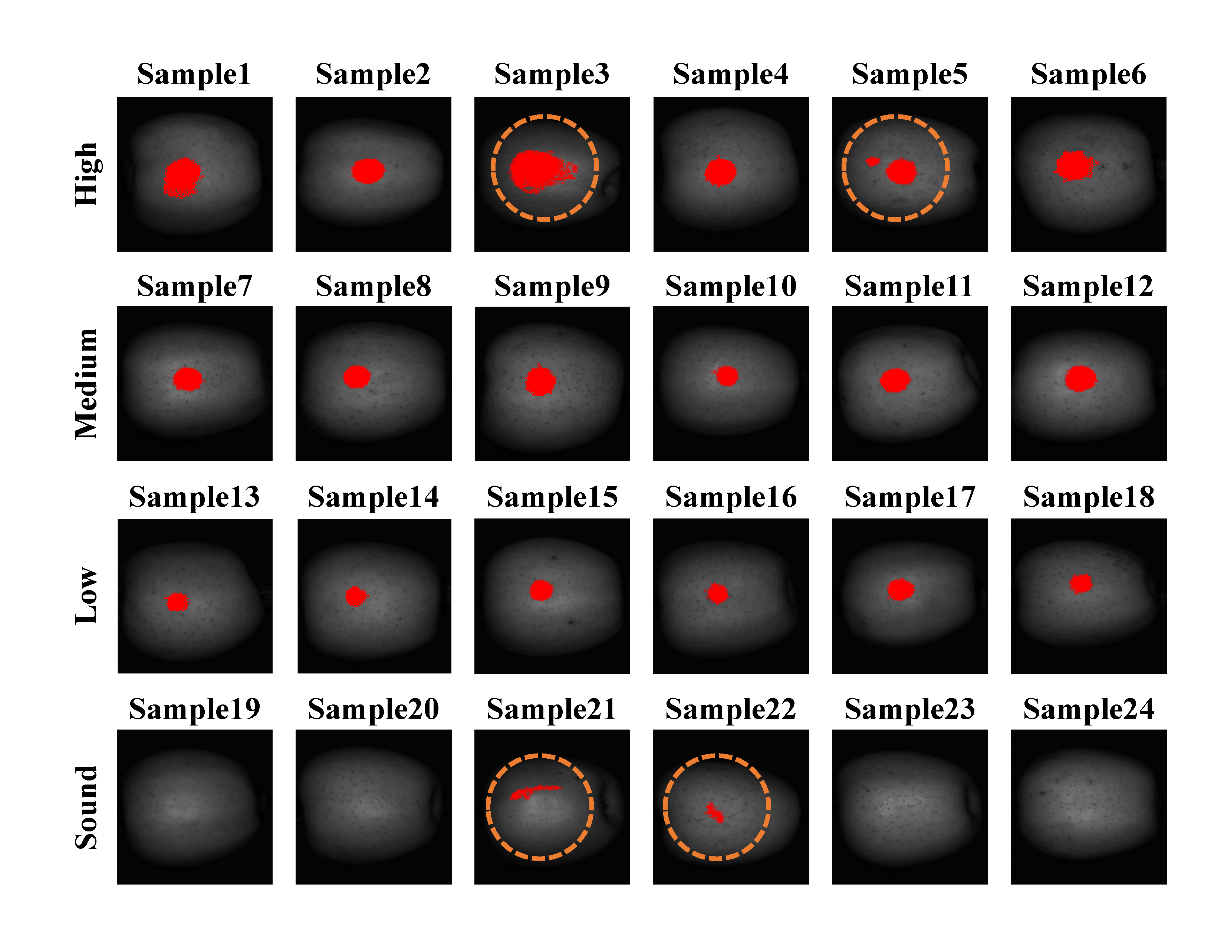 Sample1 Sample2 Sample3 Sample4 Sample5 Sample6
High
Sample7 Sample8 Sample9 Sample10 Sample11 Sample12
Medium
Sample13 Sample14 Sample15 Sample16 Sample17 Sample18
Low
Sample19 Sample20 Sample21 Sample22 Sample23 Sample24
Sound